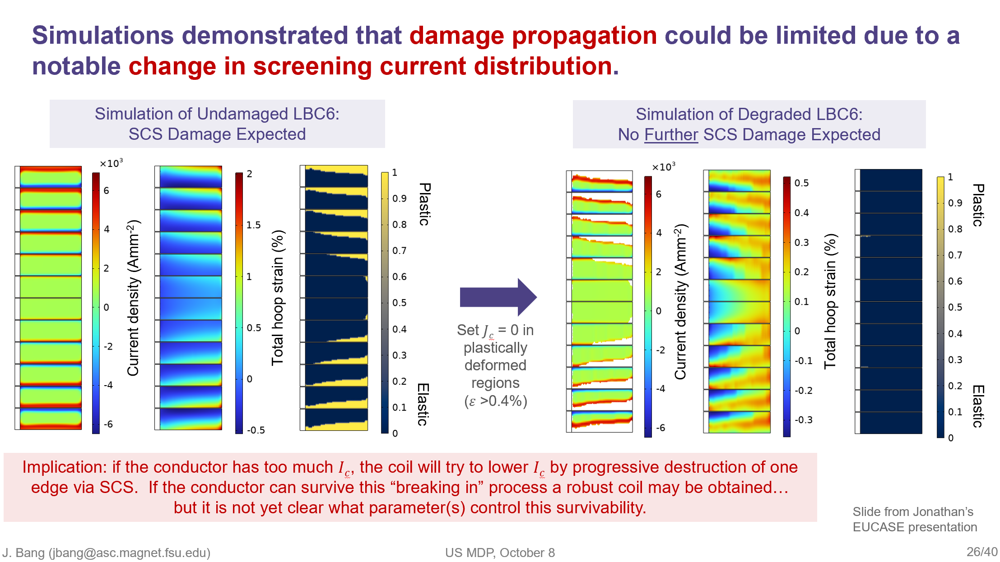 Simulations demonstrated that damage propagation could be limited due to a
notable change in screening current distribution.
Simulation of Undamaged LBC6:
SCS Damage Expected
Simulation of Degraded LBC6:
No Further SCS Damage Expected
×10³
6
4
2
0
-2
-4
-6
Current density (Amm⁻²)
2
1.5
1
0.5
0
-0.5
Total hoop strain (%)
1
0.9
0.8
0.7
0.6
0.5
0.4
0.3
0.2
0.1
0
Plastic
Elastic
Set J_c = 0 in
plastically
deformed
regions
(ε >0.4%)
×10³
6
4
2
0
-2
-4
-6
Current density (Amm⁻²)
0.5
0.4
0.3
0.2
0.1
0
-0.1
-0.2
-0.3
Total hoop strain (%)
1
0.9
0.8
0.7
0.6
0.5
0.4
0.3
0.2
0.1
0
Plastic
Elastic
Implication: if the conductor has too much I_c, the coil will try to lower I_c by progressive destruction of one
edge via SCS. If the conductor can survive this “breaking in” process a robust coil may be obtained…
but it is not yet clear what parameter(s) control this survivability.
Slide from Jonathan’s
EUCASE presentation
J. Bang (jbang@asc.magnet.fsu.edu)
US MDP, October 8
26/40